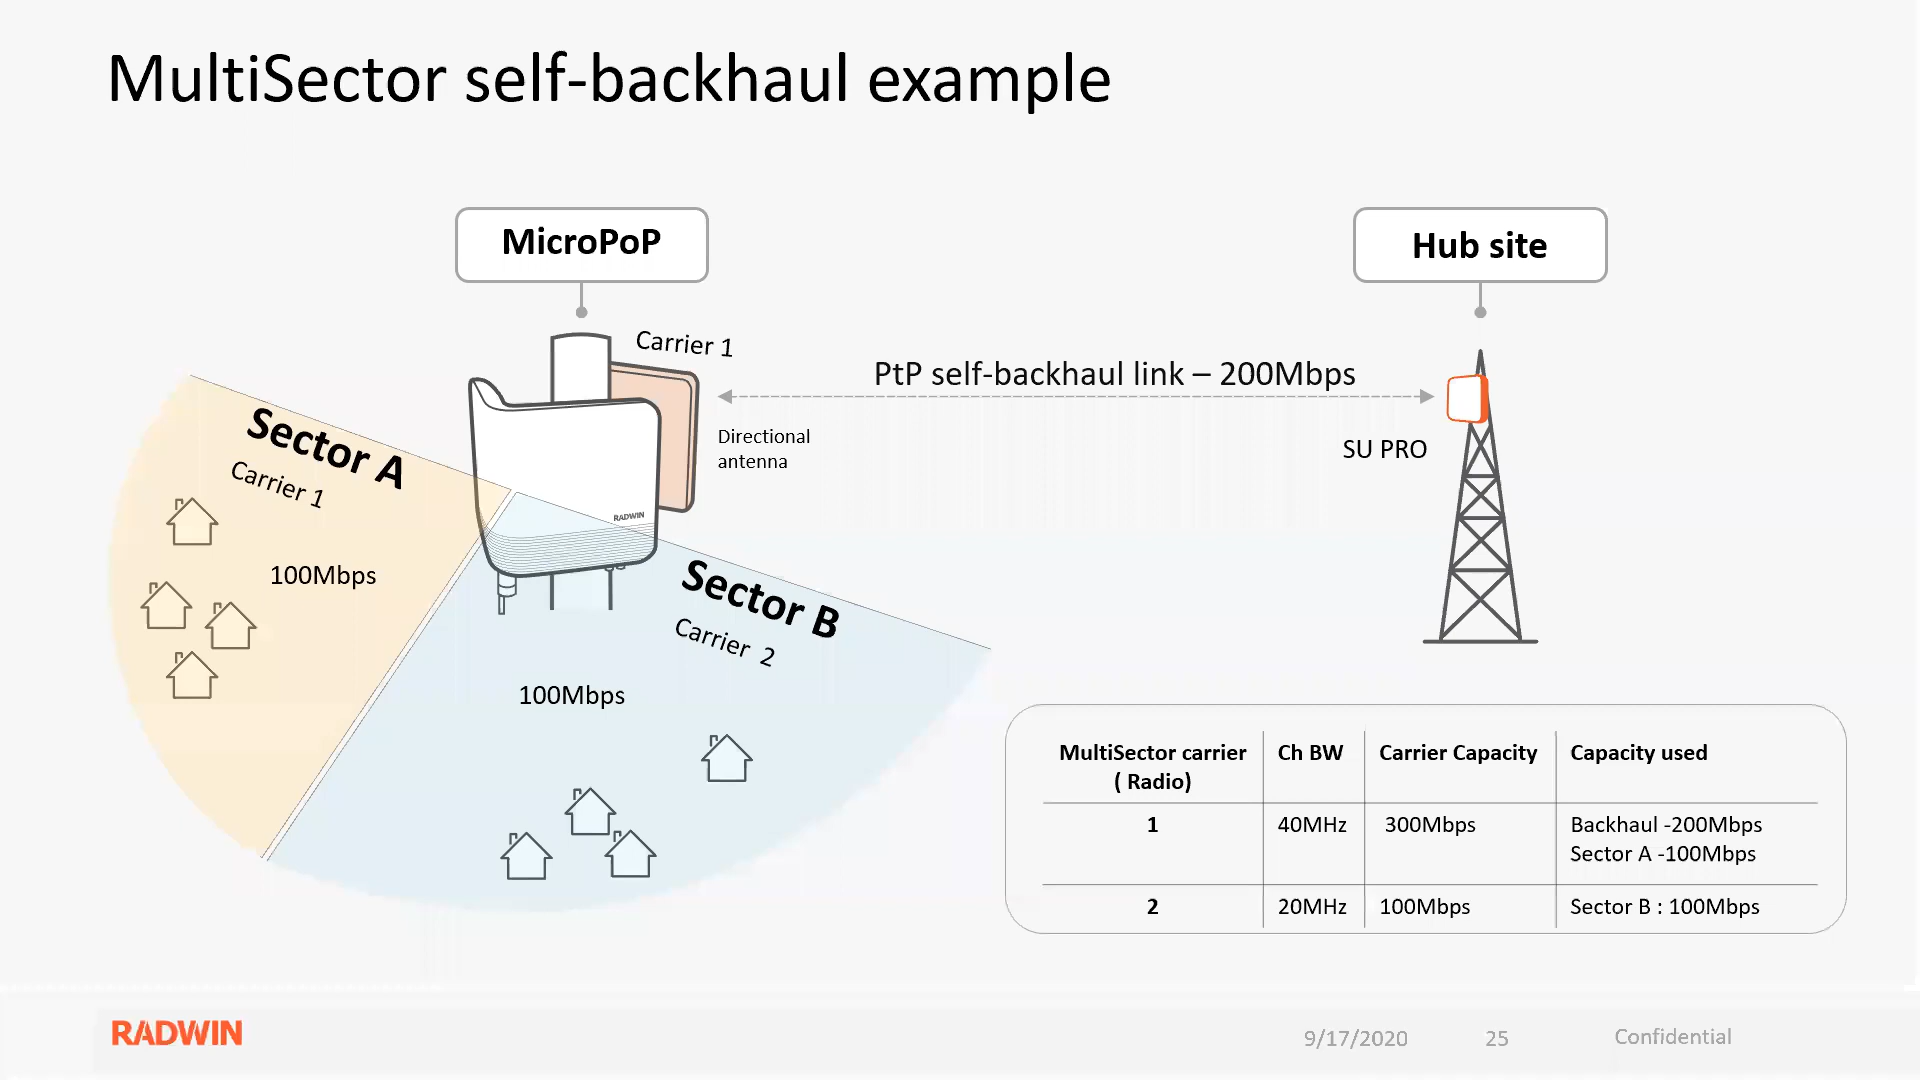 MultiSector self-backhaul example
MicroPoP
Hub site
Carrier 1
PtP self-backhaul link – 200Mbps
Directional
antenna
SU PRO
RADWIN
Sector A
Carrier 1
100Mbps
Sector B
Carrier 2
100Mbps
MultiSector carrier
( Radio)
Ch BW
Carrier Capacity
Capacity used
1
40MHz
300Mbps
Backhaul -200Mbps
Sector A -100Mbps
2
20MHz
100Mbps
Sector B : 100Mbps
RADWIN
9/17/2020
25
Confidential